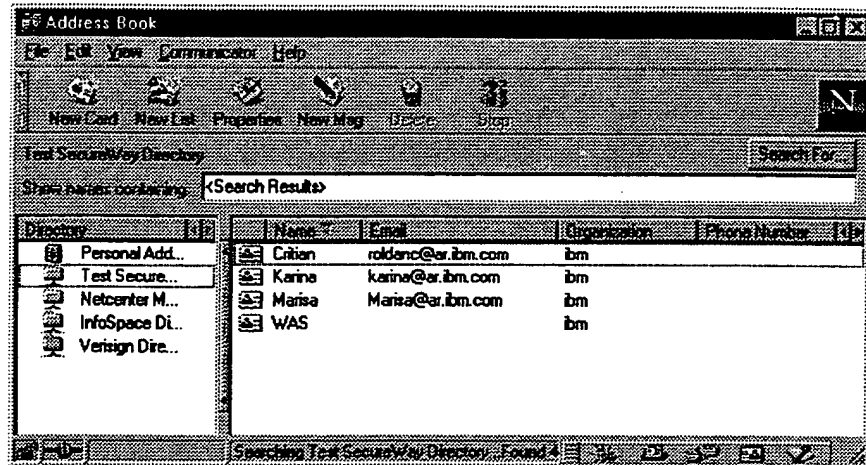 Address Book
File Edit View Communicator Help
New Card New List Properties New Msg Delete Stop
N
Test SecureWay Directory
Search For...
Show names containing: <Search Results>
Directory
Name Email Organization Phone Number
Personal Add...
Test Secure...
Netcenter M...
InfoSpace Di...
Verisign Dire...
Critian roldanc@ar.ibm.com ibm
Karina karina@ar.ibm.com ibm
Marisa Marisa@ar.ibm.com ibm
WAS ibm
Searching Test SecureWay Directory...Found 4